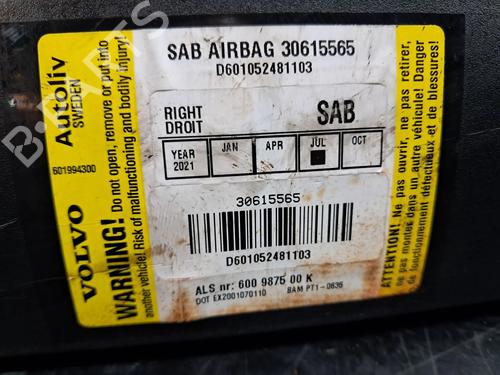 SAB AIRBAG 30615565
D601052481103
RIGHT
DROIT
SAB
YEAR
2021
JAN
APR
JUL
OCT
30615565
D601052481103
ALS nr: 600 9875 00 K
DOT EX2001070110
BAM PT1-0635
Autoliv
SWEDEN
601994300
VOLVO
WARNING! Do not open, remove or put into
another vehicle! Risk of malfunctioning and bodily injury!
ATTENTION! Ne pas ouvrir, ne pas retirer,
ne pas montes dans un autre véhicule! Danger
de fonctionnement défectueux et de blessures!
B-PARTS